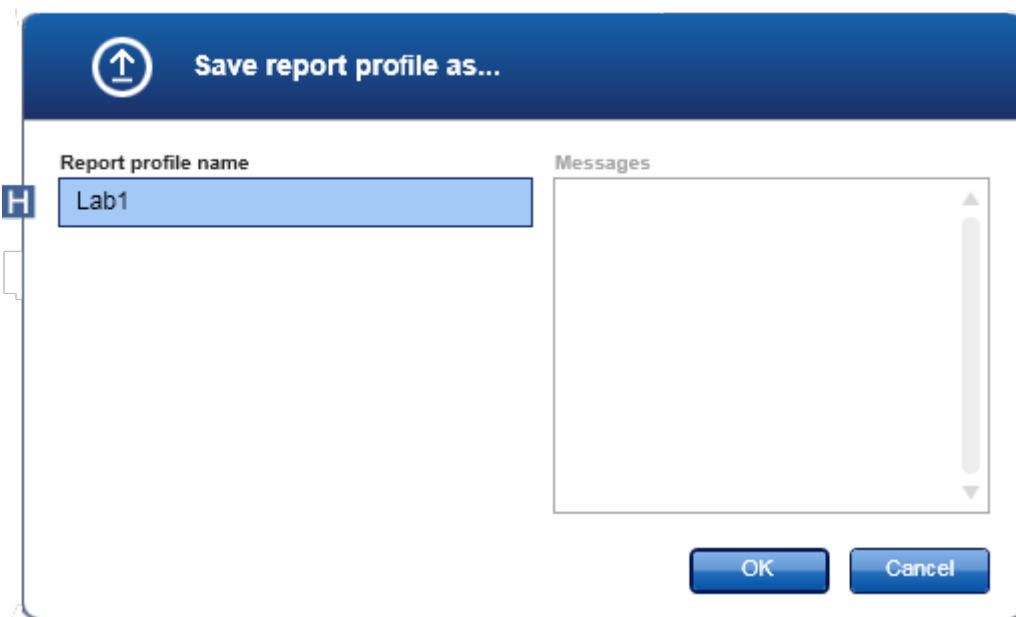 Save report profile as...
Report profile name
Messages
H
Lab1
OK
Cancel